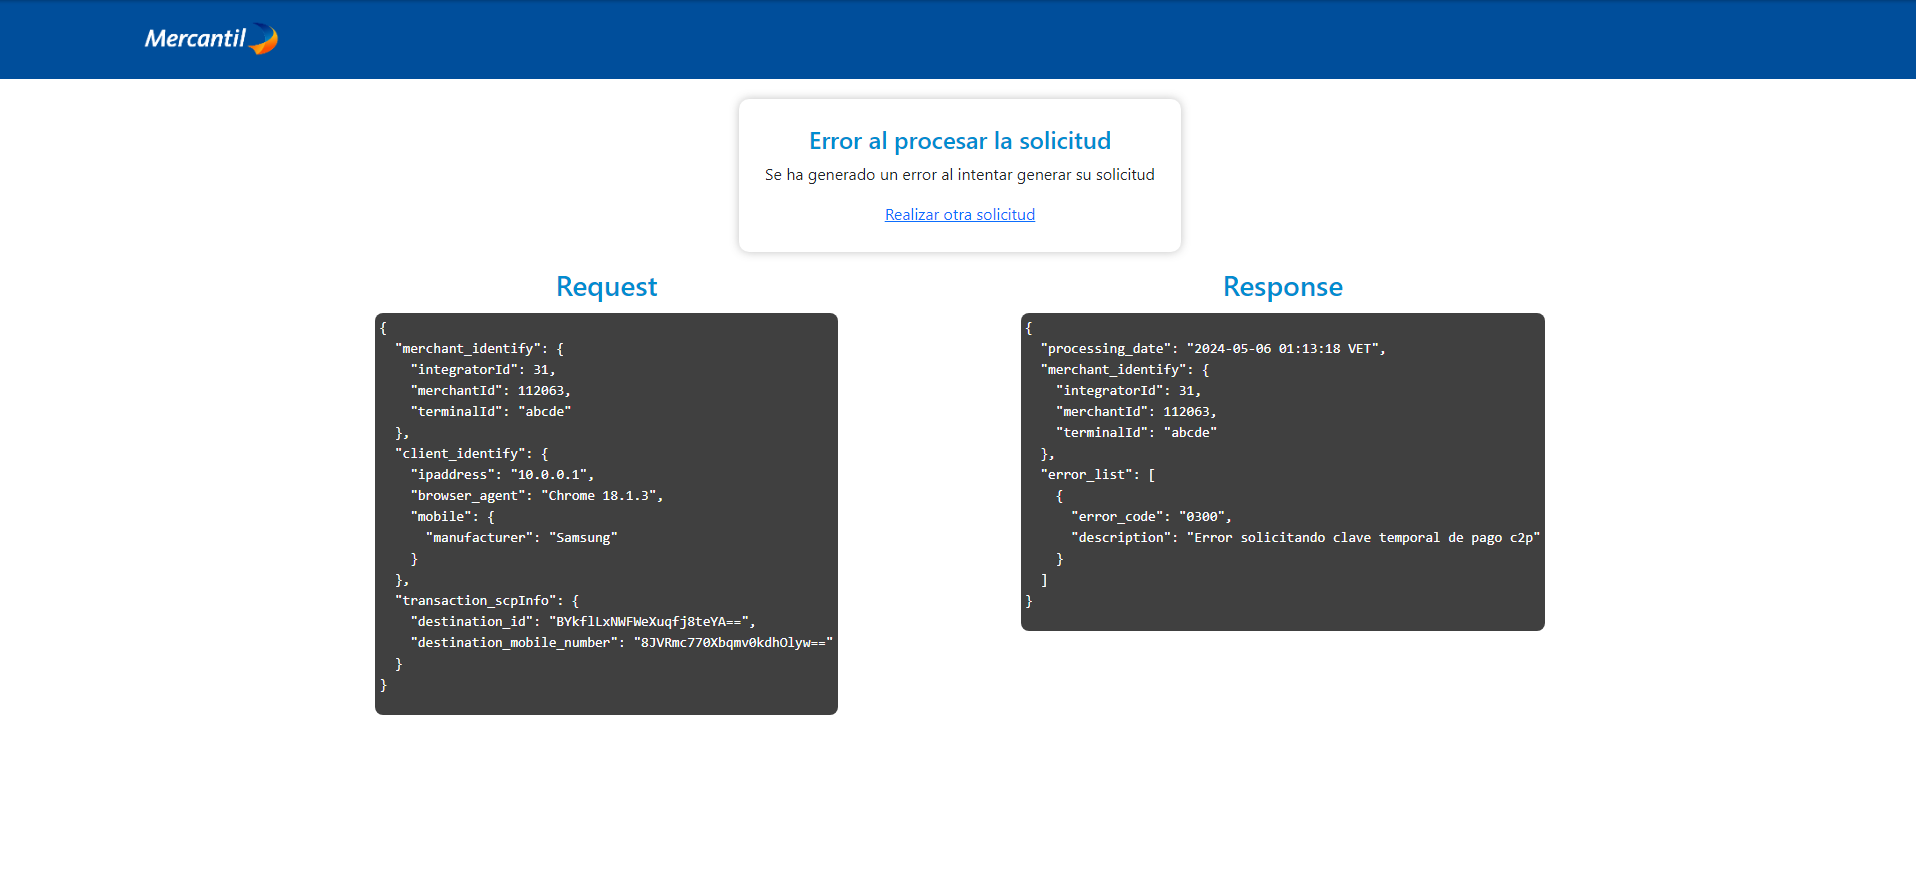 Mercantil
Error al procesar la solicitud
Se ha generado un error al intentar generar su solicitud
Realizar otra solicitud
Request
{
  "merchant_identify": {
    "integratorId": 31,
    "merchantId": 112063,
    "terminalId": "abcde"
  },
  "client_identify": {
    "ipaddress": "10.0.0.1",
    "browser_agent": "Chrome 18.1.3",
    "mobile": {
      "manufacturer": "Samsung"
    }
  },
  "transaction_scpInfo": {
    "destination_id": "BYkflLxNWFWeXuqfj8teYA==",
    "destination_mobile_number": "8JVRmc770Xbqmv0kdhOlyw=="
  }
}
Response
{
  "processing_date": "2024-05-06 01:13:18 VET",
  "merchant_identify": {
    "integratorId": 31,
    "merchantId": 112063,
    "terminalId": "abcde"
  },
  "error_list": [
    {
      "error_code": "0300",
      "description": "Error solicitando clave temporal de pago c2p"
    }
  ]
}